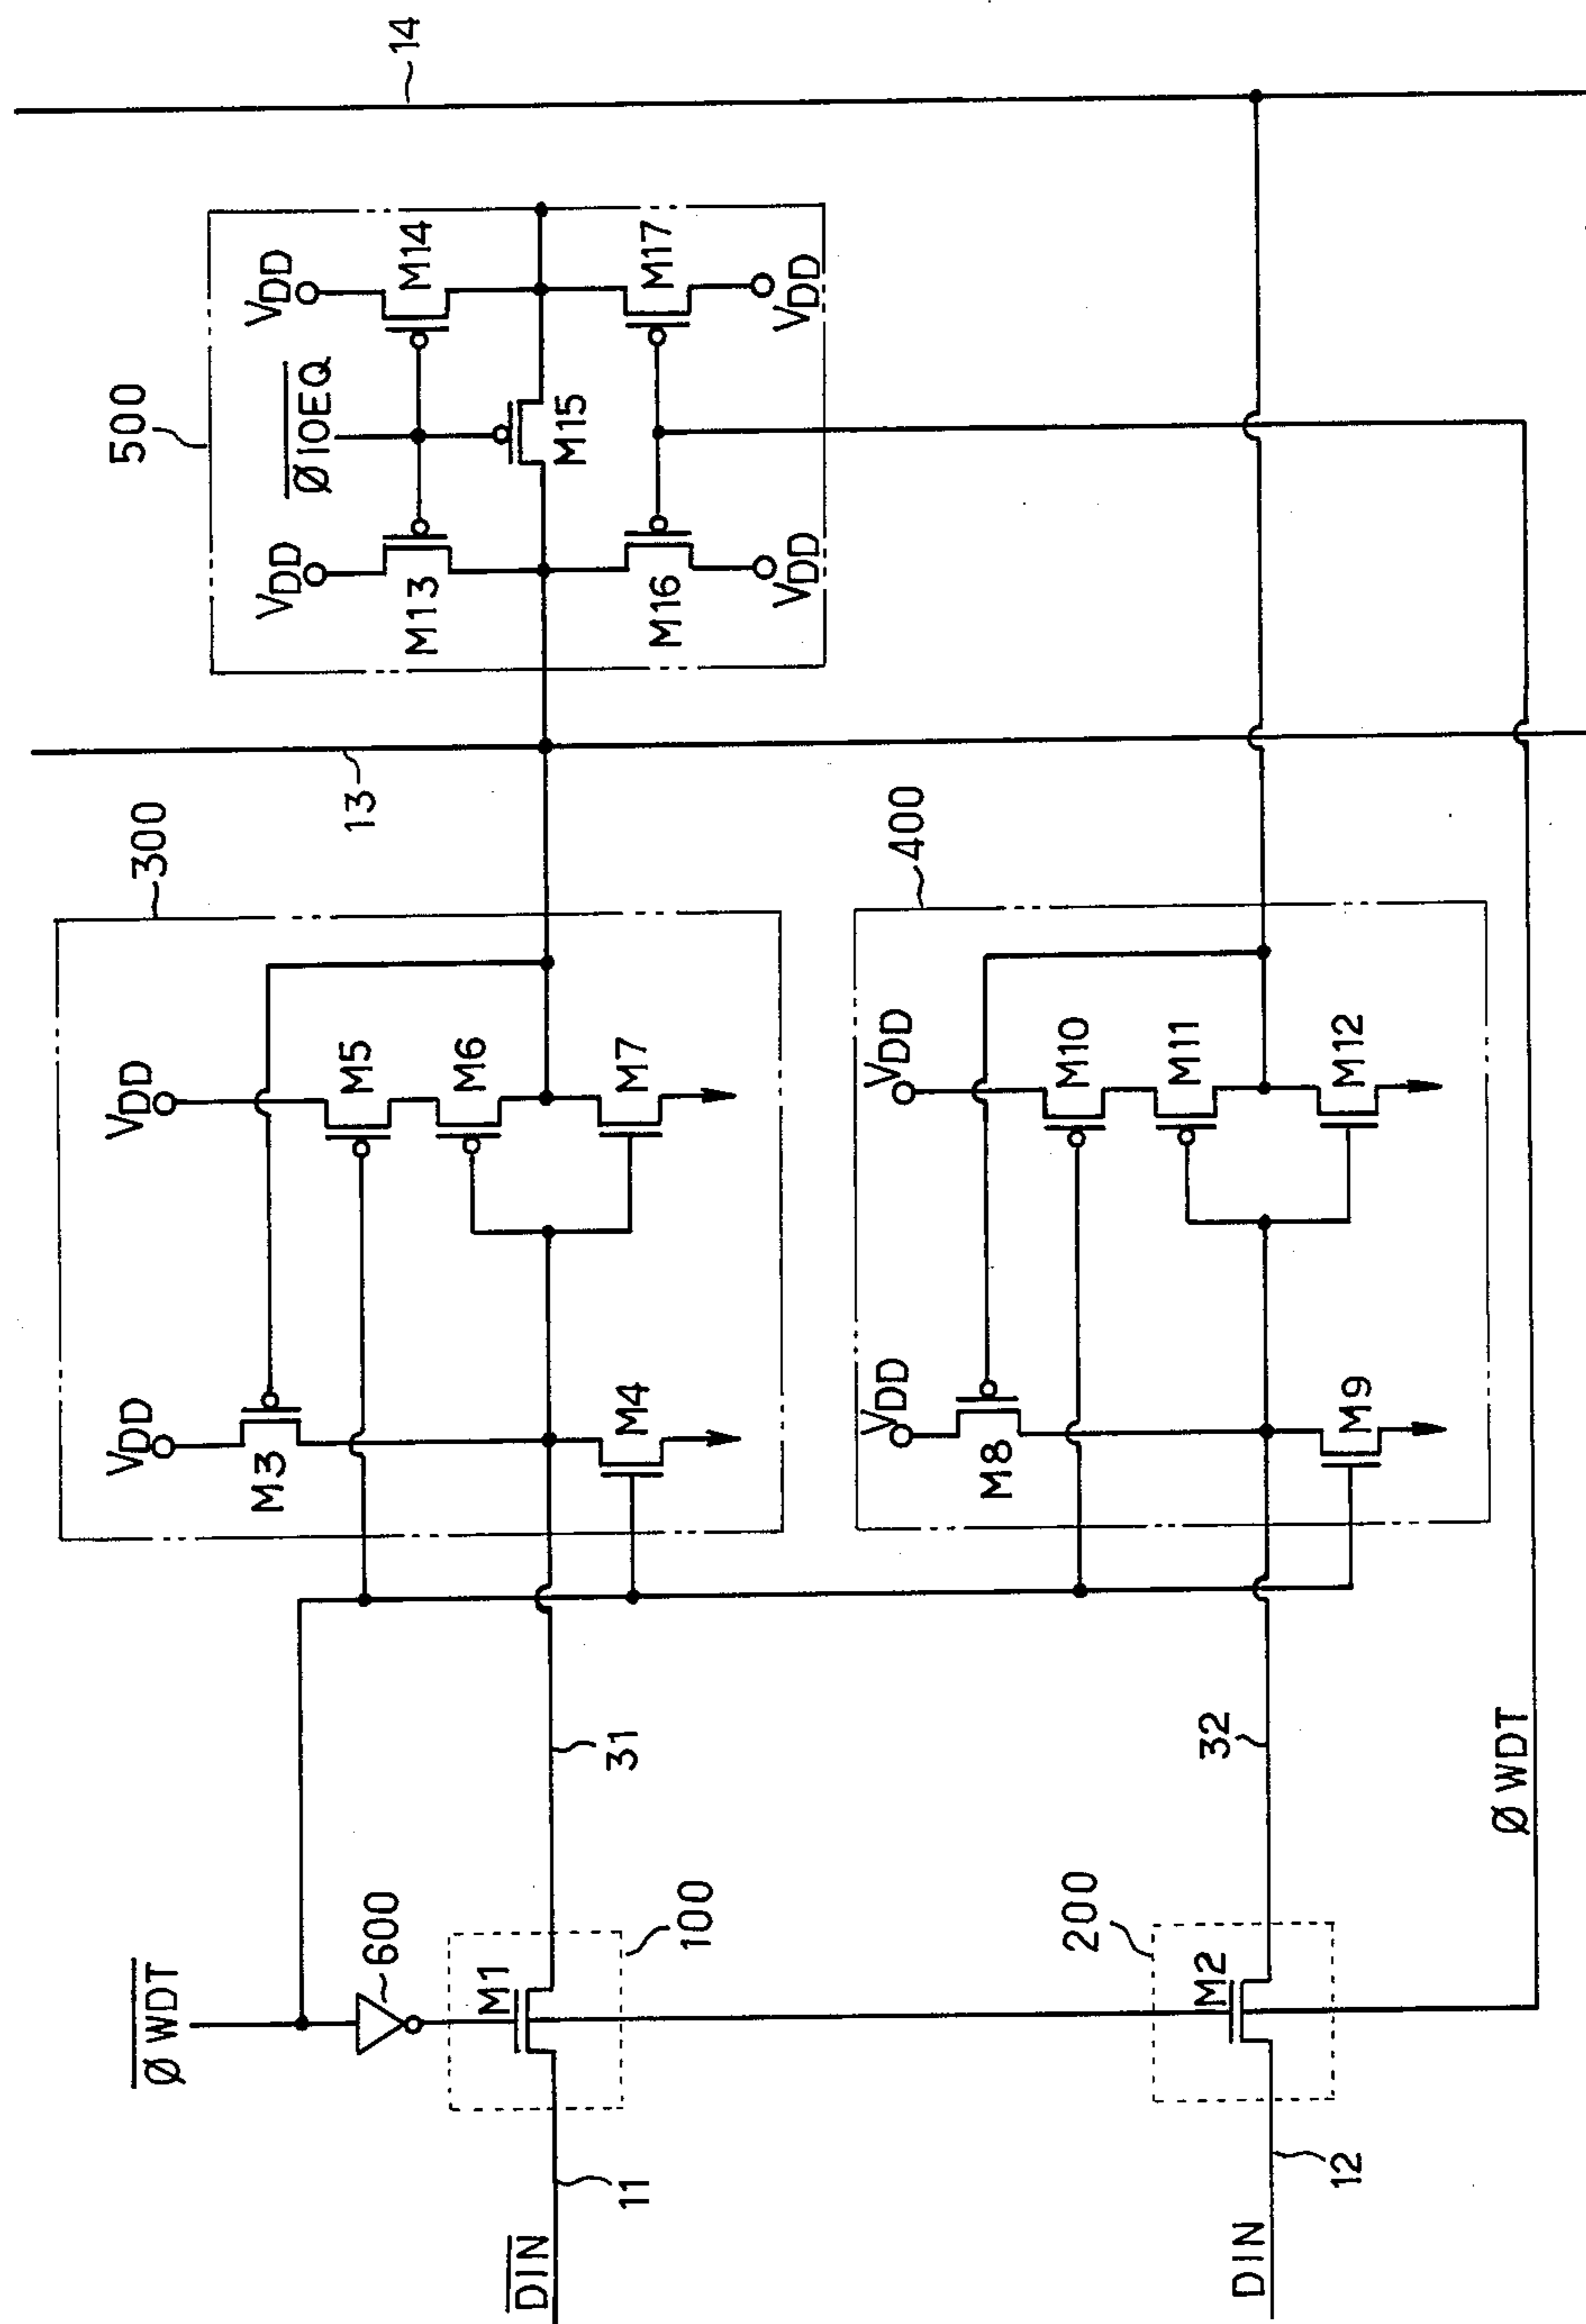 14
500
VDD
VDD
M14
M13
ØIOEQ
M15
M17
M16
VDD
VDD
13
300
400
VDD
VDD
M5
M6
M7
M3
M4
VDD
VDD
M10
M11
M12
M8
M9
31
32
ØWDT
ØWDT
600
M1
100
200
M2
11
12
DIN
DIN